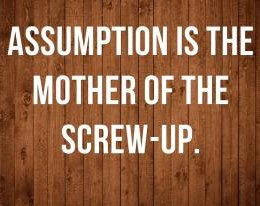 ASSUMPTION IS THE
MOTHER OF THE
SCREW-UP.